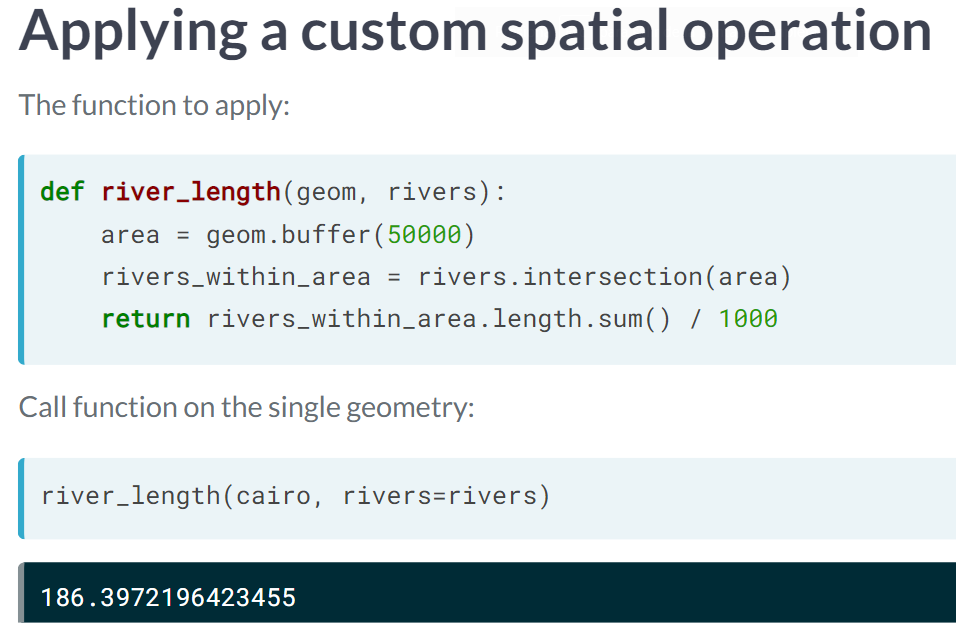 Applying a custom spatial operation
The function to apply:
def river_length(geom, rivers):
    area = geom.buffer(50000)
    rivers_within_area = rivers.intersection(area)
    return rivers_within_area.length.sum() / 1000
Call function on the single geometry:
river_length(cairo, rivers=rivers)
186.3972196423455